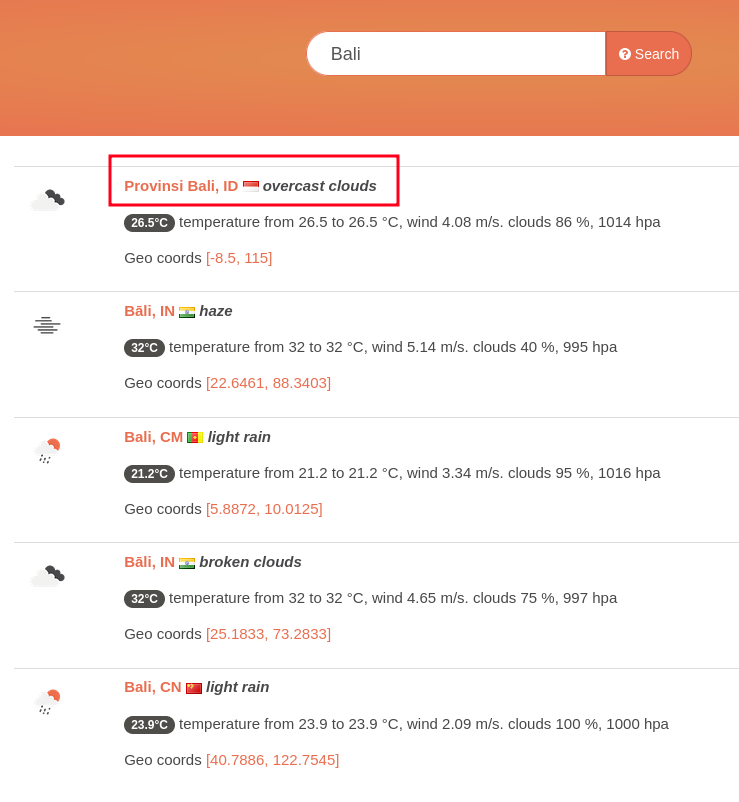 Bali
Search
Provinsi Bali, ID overcast clouds
26.5°C temperature from 26.5 to 26.5 °C, wind 4.08 m/s. clouds 86 %, 1014 hpa
Geo coords [-8.5, 115]
Bāli, IN haze
32°C temperature from 32 to 32 °C, wind 5.14 m/s. clouds 40 %, 995 hpa
Geo coords [22.6461, 88.3403]
Bali, CM light rain
21.2°C temperature from 21.2 to 21.2 °C, wind 3.34 m/s. clouds 95 %, 1016 hpa
Geo coords [5.8872, 10.0125]
Bāli, IN broken clouds
32°C temperature from 32 to 32 °C, wind 4.65 m/s. clouds 75 %, 997 hpa
Geo coords [25.1833, 73.2833]
Bali, CN light rain
23.9°C temperature from 23.9 to 23.9 °C, wind 2.09 m/s. clouds 100 %, 1000 hpa
Geo coords [40.7886, 122.7545]